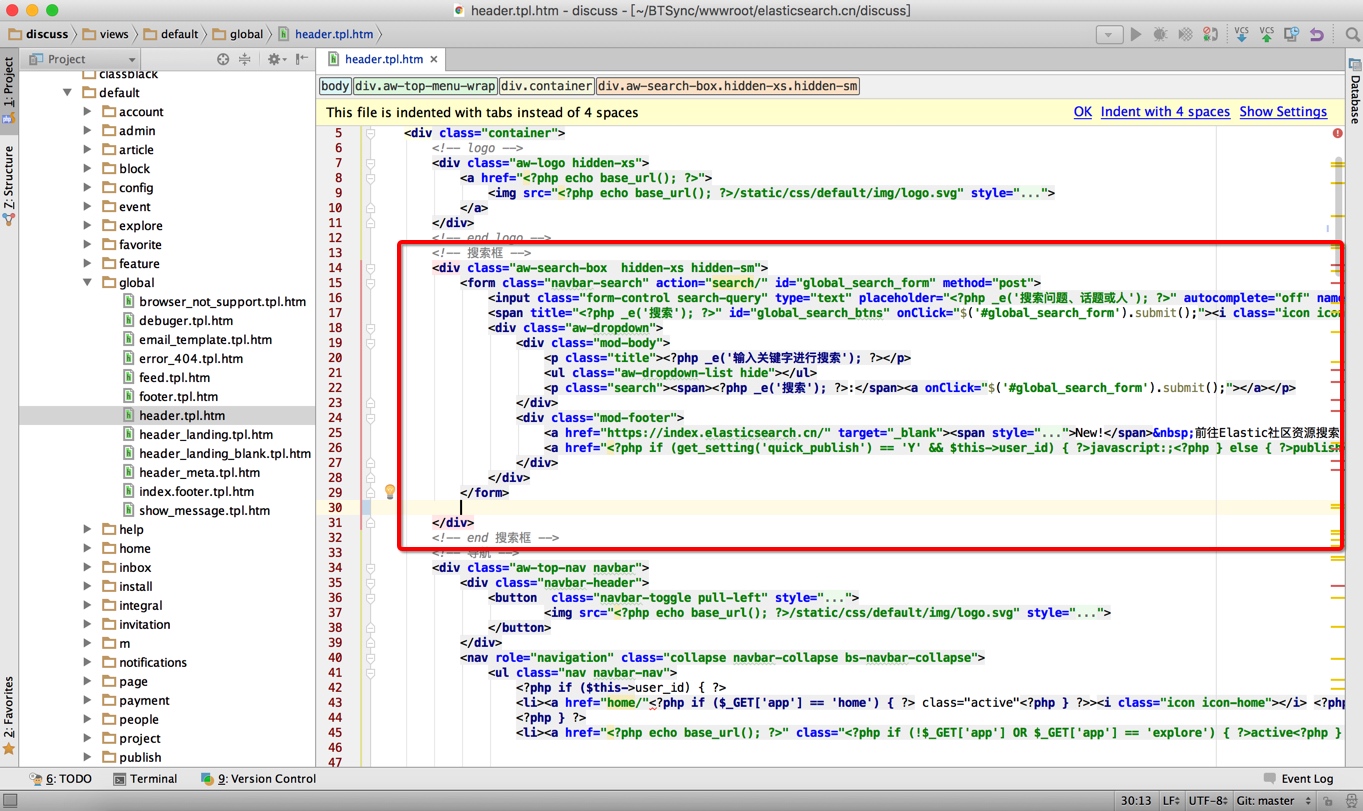 header.tpl.htm - discuss - [~/BTSync/wwwroot/elasticsearch.cn/discuss]
discuss views default global header.tpl.htm
VCS VCS
1: Project
Z: Structure
2: Favorites
Project
classblack
default
account
admin
article
block
config
event
explore
favorite
feature
global
browser_not_support.tpl.htm
debuger.tpl.htm
email_template.tpl.htm
error_404.tpl.htm
feed.tpl.htm
footer.tpl.htm
header.tpl.htm
header_landing.tpl.htm
header_landing_blank.tpl.htm
header_meta.tpl.htm
index.footer.tpl.htm
show_message.tpl.htm
help
home
inbox
install
integral
invitation
m
notifications
page
payment
people
project
publish
header.tpl.htm
body div.aw-top-menu-wrap div.container div.aw-search-box.hidden-xs.hidden-sm
This file is indented with tabs instead of 4 spaces OK Indent with 4 spaces Show Settings
5 <div class="container">
6 <!-- logo -->
7 <div class="aw-logo hidden-xs">
8 <a href="<?php echo base_url(); ?>">
9 <img src="<?php echo base_url(); ?>/static/css/default/img/logo.svg" style="...">
10 </a>
11 </div>
12 <!-- end logo -->
13 <!-- 搜索框 -->
14 <div class="aw-search-box  hidden-xs hidden-sm">
15 <form class="navbar-search" action="search/" id="global_search_form" method="post">
16 <input class="form-control search-query" type="text" placeholder="<?php _e('搜索问题、话题或人'); ?>" autocomplete="off" nam
17 <span title="<?php _e('搜索'); ?>" id="global_search_btns" onClick="$('#global_search_form').submit();"><i class="icon icon
18 <div class="aw-dropdown">
19 <div class="mod-body">
20 <p class="title"><?php _e('输入关键字进行搜索'); ?></p>
21 <ul class="aw-dropdown-list hide"></ul>
22 <p class="search"><span><?php _e('搜索'); ?>:</span><a onClick="$('#global_search_form').submit();"></a></p>
23 </div>
24 <div class="mod-footer">
25 <a href="https://index.elasticsearch.cn/" target="_blank"><span style="...">New!</span>&nbsp;前往Elastic社区资源搜索
26 <a href="<?php if (get_setting('quick_publish') == 'Y' && $this->user_id) { ?>javascript:;<?php } else { ?>publish
27 </div>
28 </div>
29 </form>
30
31 </div>
32 <!-- end 搜索框 -->
33 <!-- 导航 -->
34 <div class="aw-top-nav navbar">
35 <div class="navbar-header">
36 <button  class="navbar-toggle pull-left" style="...">
37 <img src="<?php echo base_url(); ?>/static/css/default/img/logo.svg" style="...">
38 </button>
39 </div>
40 <nav role="navigation" class="collapse navbar-collapse bs-navbar-collapse">
41 <ul class="nav navbar-nav">
42 <?php if ($this->user_id) { ?>
43 <li><a href="home/"<?php if ($_GET['app'] == 'home') { ?> class="active"<?php } ?>><i class="icon icon-home"></i> <?php
44 <?php } ?>
45 <li><a href="<?php echo base_url(); ?>" class="<?php if (!$_GET['app'] OR $_GET['app'] == 'explore') { ?>active<?php }
46
47
Database
6: TODO Terminal 9: Version Control Event Log
30:13 LF UTF-8 Git: master